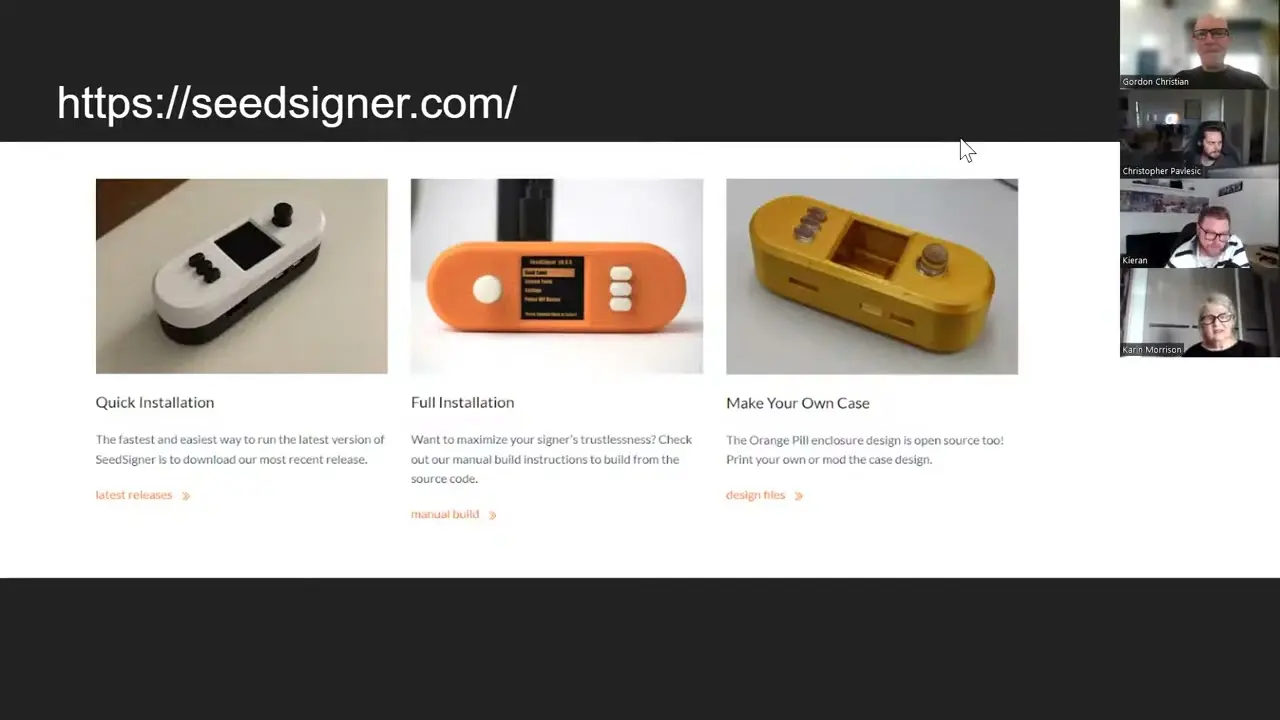 https://seedsigner.com/
Quick Installation
The fastest and easiest way to run the latest version of
SeedSigner is to download our most recent release.
latest releases »
Full Installation
Want to maximize your signer's trustlessness? Check
out our manual build instructions to build from the
source code.
manual build »
Make Your Own Case
The Orange Pill enclosure design is open source too!
Print your own or mod the case design.
design files »
Gordon Christian
Christopher Pavlesic
Kieran
Karin Morrison